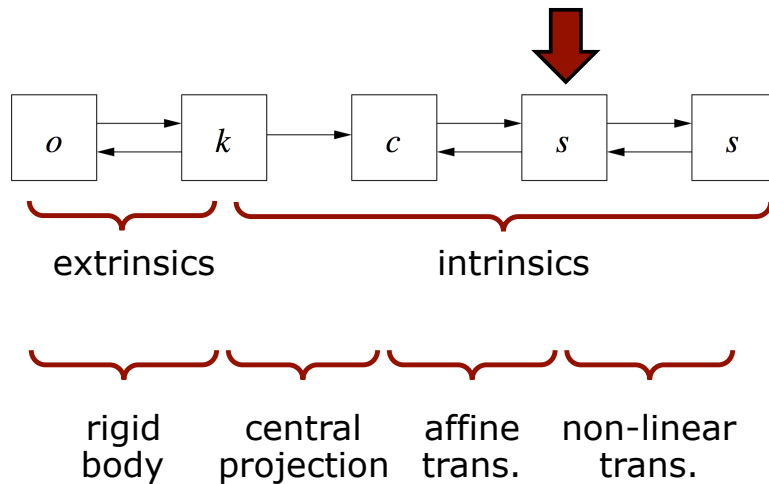 o k c s s
extrinsics intrinsics
rigid central affine non-linear
body projection trans. trans.